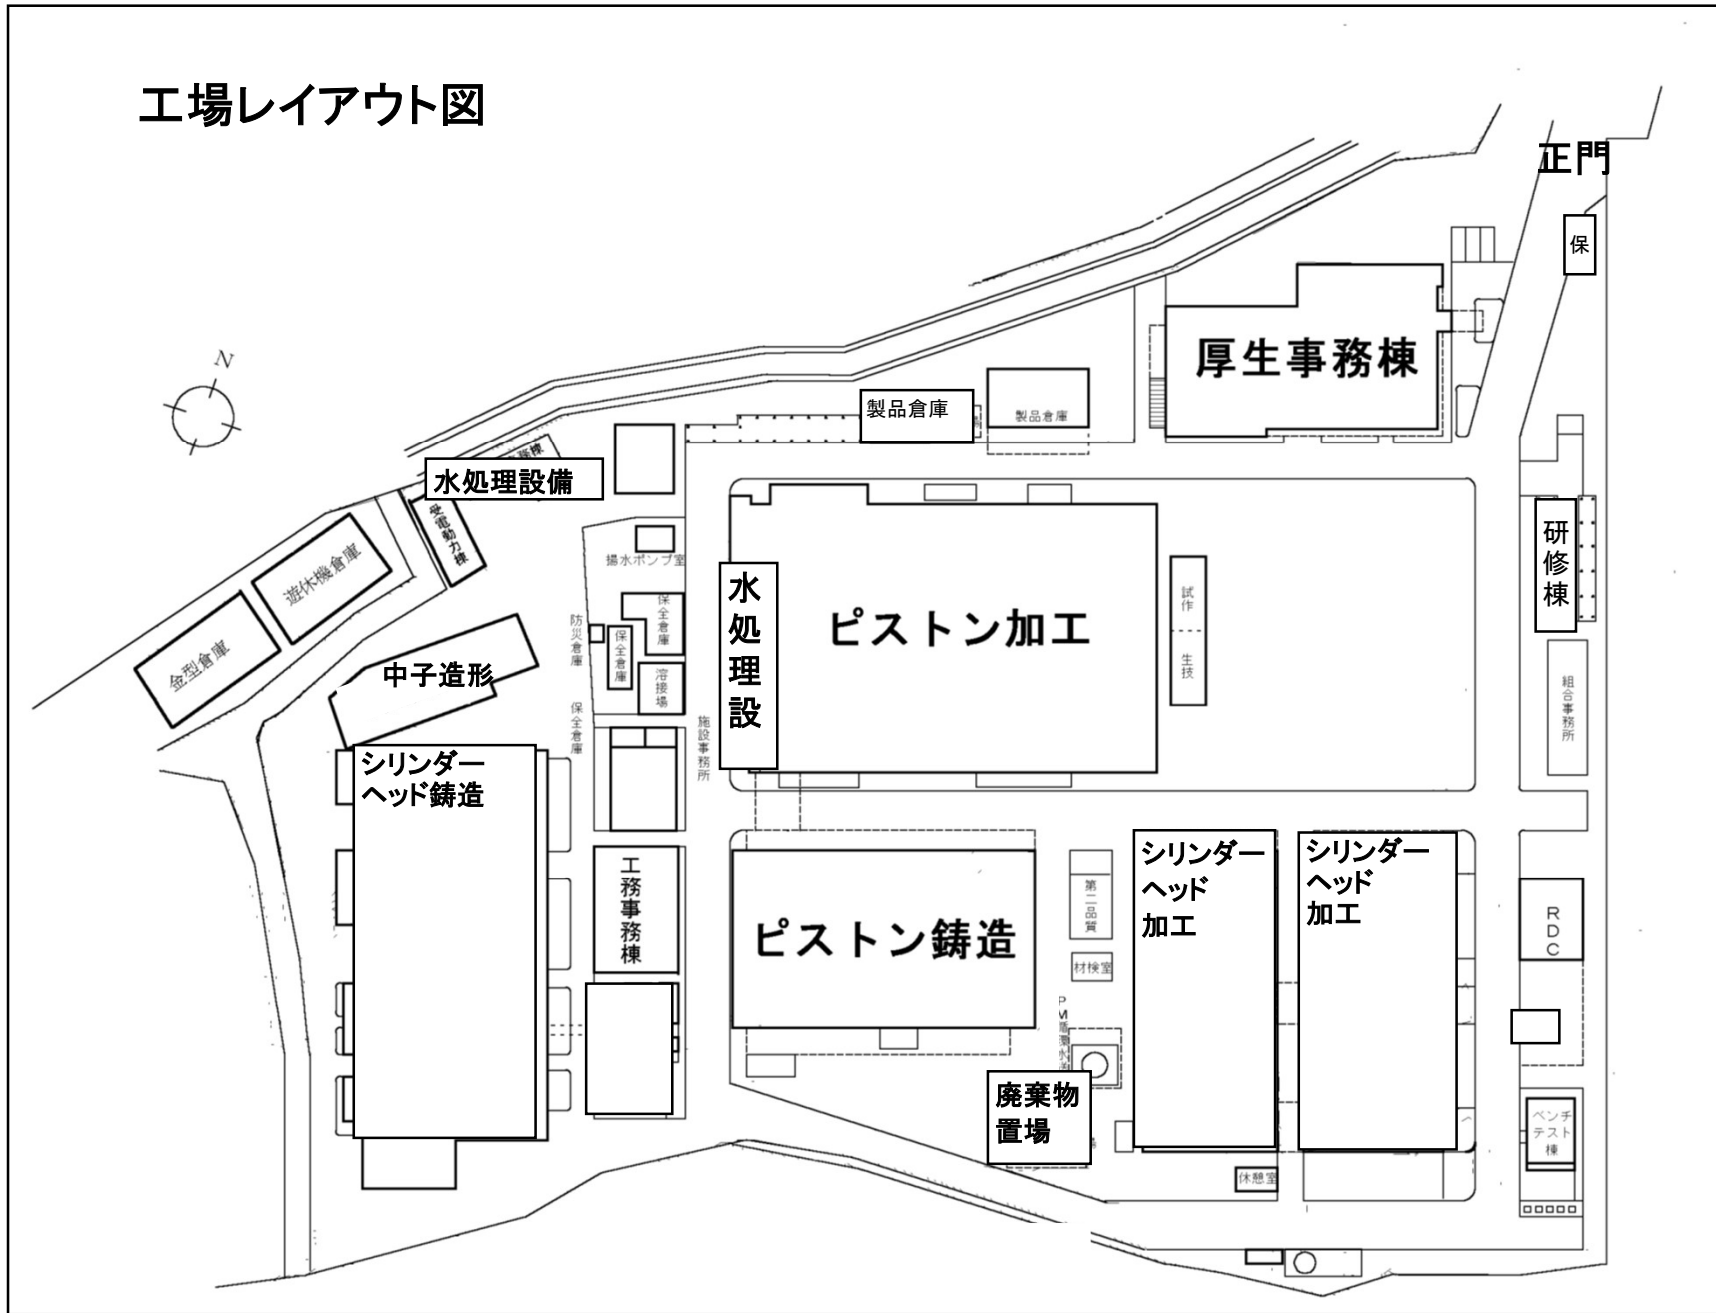 工場レイアウト図
正門
保
N
厚生事務棟
製品倉庫
製品倉庫
水処理設備
受電動力棟
遊休機倉庫
金型倉庫
揚水ポンプ室
保全倉庫
保全倉庫
防災倉庫
溶接場
保全倉庫
施設事務所
中子造形
水処理設
ピストン加工
試作
生技
研修棟
組合事務所
シリンダー
ヘッド鋳造
工務事務棟
ピストン鋳造
第二品質
材検室
シリンダー
ヘッド
加工
シリンダー
ヘッド
加工
RDC
廃棄物
置場
休憩室
ベンチ
テスト
棟